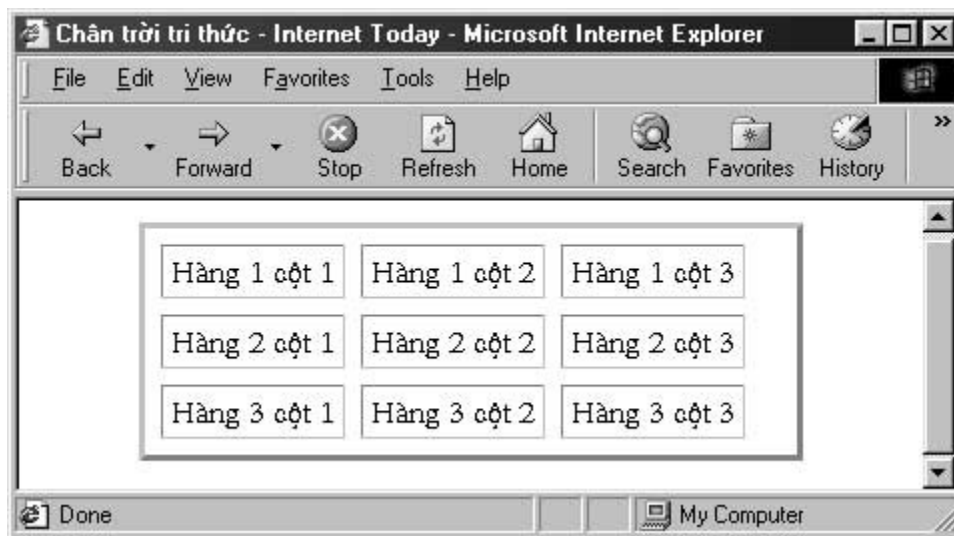 Chân trời tri thức - Internet Today - Microsoft Internet Explorer
File Edit View Favorites Tools Help
Back Forward Stop Refresh Home Search Favorites History »
Hàng 1 cột 1 Hàng 1 cột 2 Hàng 1 cột 3
Hàng 2 cột 1 Hàng 2 cột 2 Hàng 2 cột 3
Hàng 3 cột 1 Hàng 3 cột 2 Hàng 3 cột 3
Done My Computer